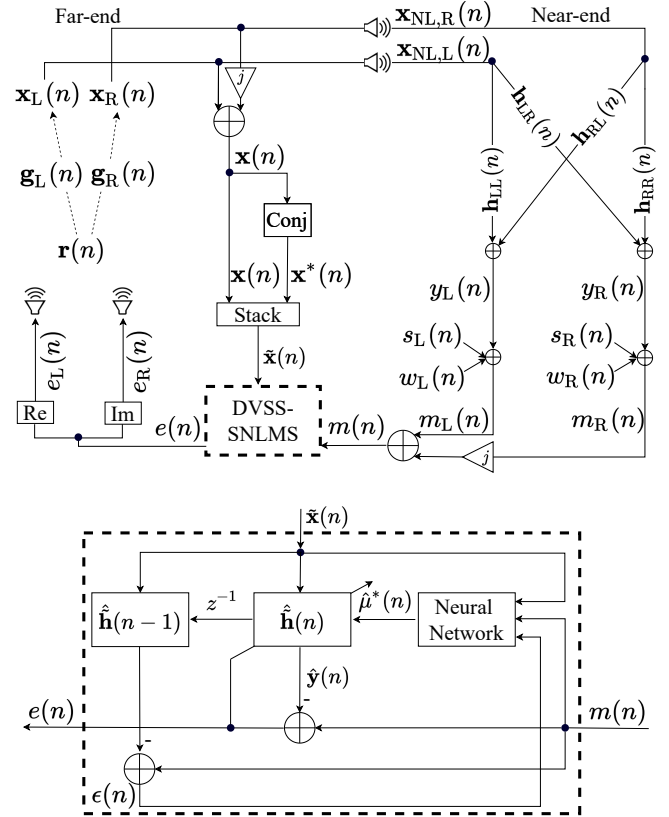 Far-end
Near-end
𝐱_NL,R(n)
𝐱_NL,L(n)
𝐱_L(n) 𝐱_R(n)
j
𝐡_LR(n)
𝐡_RL(n)
𝐱(n)
𝐠_L(n) 𝐠_R(n)
𝐡_LL(n)
𝐡_RR(n)
Conj
𝐫(n)
𝐱(n) 𝐱*(n)
y_L(n)
y_R(n)
Stack
s_L(n)
s_R(n)
e_L(n)
e_R(n)
𝐱̃(n)
w_L(n)
w_R(n)
Re
Im
DVSS-
SNLMS
e(n)
m(n)
m_L(n)
m_R(n)
j
𝐱̃(n)
𝐡̃̂(n − 1)
z⁻¹
𝐡̃̂(n)
μ̂*(n)
Neural
Network
𝐲̂(n)
-
e(n)
m(n)
-
ϵ(n)